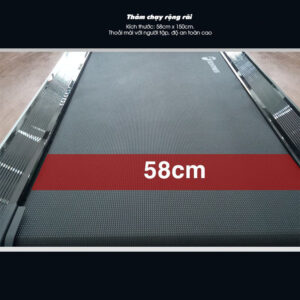 Thảm chạy rộng rãi
Kích thước: 58cm x 150cm.
Thoải mái với người tập, độ an toàn cao
58cm